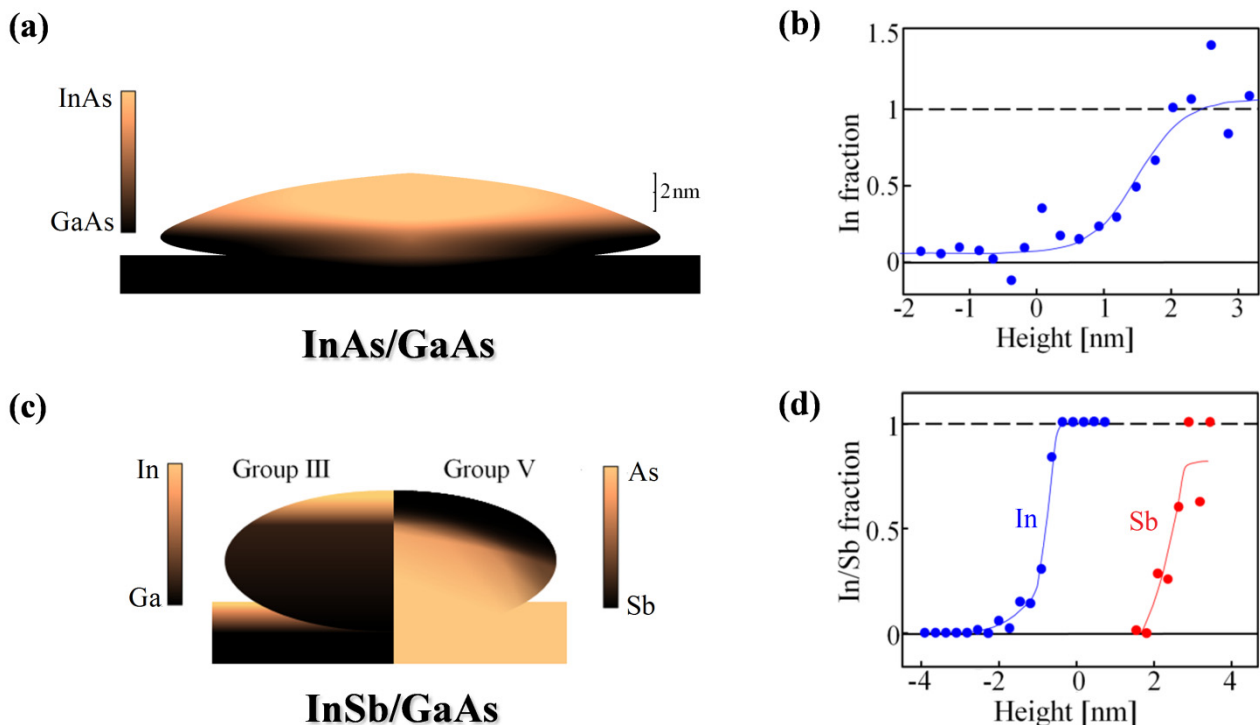 (a)
InAs
GaAs
2 nm
InAs/GaAs
(b)
1.5
1
0.5
0
In fraction
-2 -1 0 1 2 3
Height [nm]
(c)
In
Ga
Group III Group V
As
Sb
InSb/GaAs
(d)
1
0.5
0
In/Sb fraction
In
Sb
-4 -2 0 2 4
Height [nm]